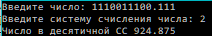 Введите число: 1110011100.111
Введите систему счисления числа: 2
Число в десятичной СС 924.875